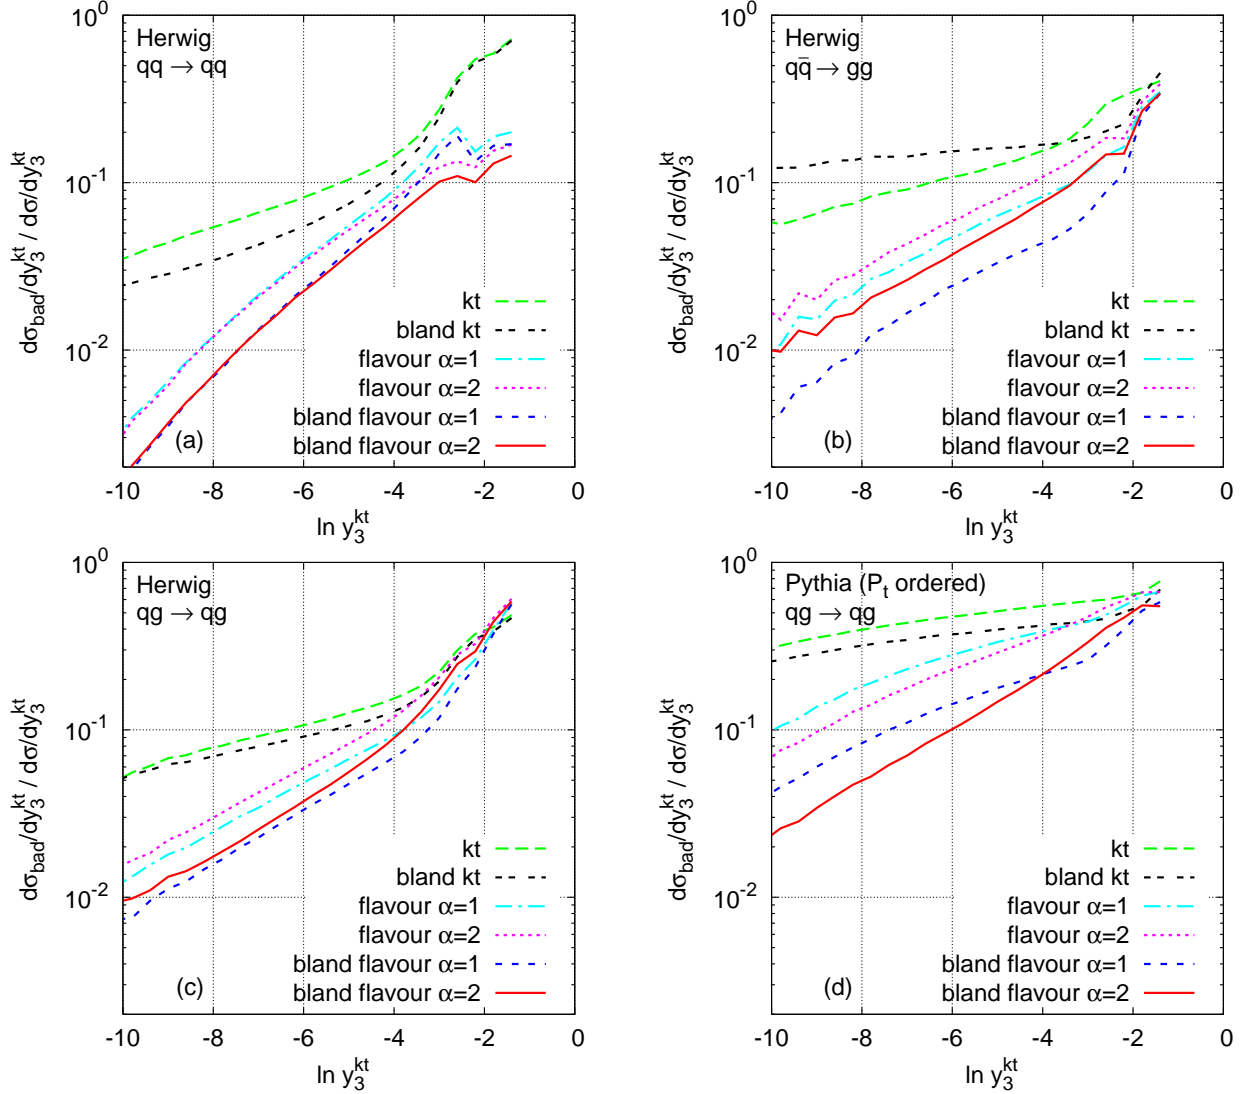 Herwig
qq → qq
dσ_bad/dy_3^kt / dσ/dy_3^kt
10^0
10^-1
10^-2
kt
bland kt
flavour α=1
flavour α=2
bland flavour α=1
bland flavour α=2
(a)
-10 -8 -6 -4 -2 0
ln y_3^kt
Herwig
qq̄ → gg
dσ_bad/dy_3^kt / dσ/dy_3^kt
10^0
10^-1
10^-2
kt
bland kt
flavour α=1
flavour α=2
bland flavour α=1
bland flavour α=2
(b)
-10 -8 -6 -4 -2 0
ln y_3^kt
Herwig
qg → qg
dσ_bad/dy_3^kt / dσ/dy_3^kt
10^0
10^-1
10^-2
kt
bland kt
flavour α=1
flavour α=2
bland flavour α=1
bland flavour α=2
(c)
-10 -8 -6 -4 -2 0
ln y_3^kt
Pythia (P_t ordered)
qg → qg
dσ_bad/dy_3^kt / dσ/dy_3^kt
10^0
10^-1
10^-2
kt
bland kt
flavour α=1
flavour α=2
bland flavour α=1
bland flavour α=2
(d)
-10 -8 -6 -4 -2 0
ln y_3^kt